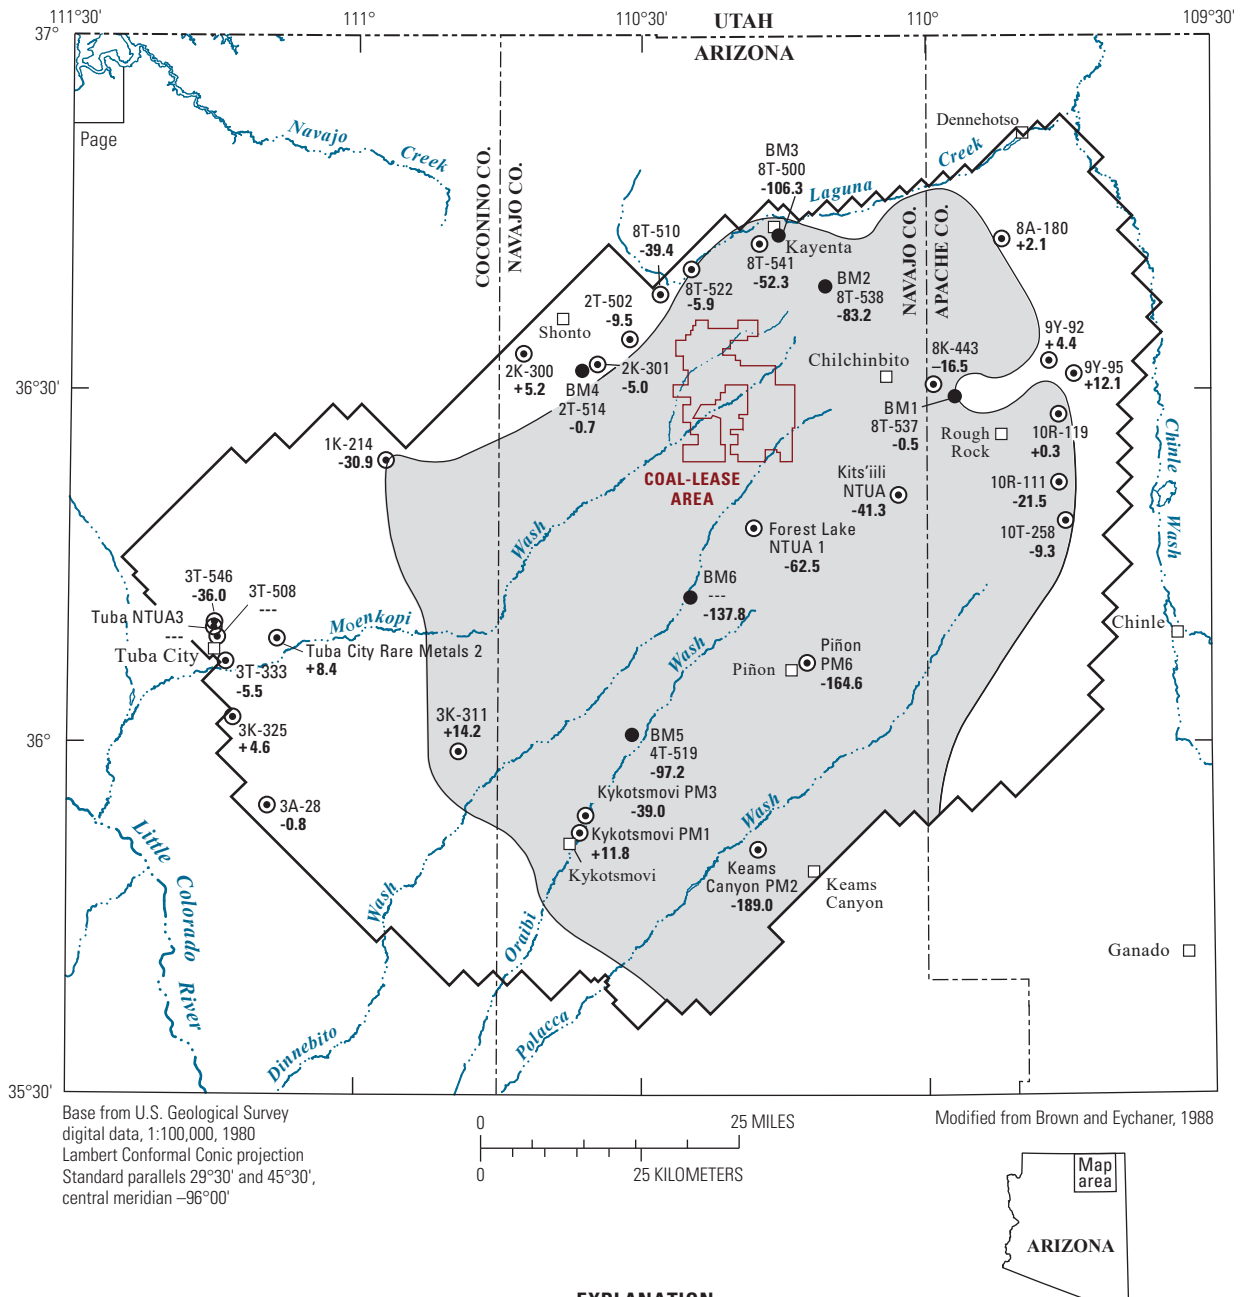 111°30'
111°
110°30'
110°
109°30'
37°
UTAH
ARIZONA
Page
Navajo
Creek
COCONINO CO.
NAVAJO CO.
Dennehotso
BM3
8T-500
-106.3
Laguna
Creek
8T-510
-39.4
Kayenta
8T-541
-52.3
8T-522
-5.9
BM2
8T-538
-83.2
NAVAJO CO.
APACHE CO.
8A-180
+2.1
2T-502
-9.5
Shonto
2K-300
+5.2
2K-301
-5.0
BM4
2T-514
-0.7
Chilchinbito
8K-443
–16.5
9Y-92
+4.4
9Y-95
+12.1
36°30'
BM1
8T-537
-0.5
Rough
Rock
10R-119
+0.3
1K-214
-30.9
COAL-LEASE
AREA
Kits'iili
NTUA
-41.3
10R-111
-21.5
10T-258
-9.3
Chinle
Wash
Wash
Forest Lake
NTUA 1
-62.5
3T-546
-36.0
3T-508
---
Tuba NTUA3
---
Tuba City
Moenkopi
Tuba City Rare Metals 2
+8.4
BM6
---
-137.8
Wash
Chinle
3T-333
-5.5
Piñon
Piñon
PM6
-164.6
3K-325
+4.6
3K-311
+14.2
36°
BM5
4T-519
-97.2
3A-28
-0.8
Kykotsmovi PM3
-39.0
Kykotsmovi PM1
+11.8
Kykotsmovi
Wash
Keams
Canyon PM2
-189.0
Keams
Canyon
Little
Colorado
River
Wash
Oraibi
Ganado
Dinnebito
Polacca
35°30'
Base from U.S. Geological Survey
digital data, 1:100,000, 1980
Lambert Conformal Conic projection
Standard parallels 29°30' and 45°30',
central meridian –96°00'
0
25 MILES
0
25 KILOMETERS
Modified from Brown and Eychaner, 1988
Map
area
ARIZONA
EXPLANATION